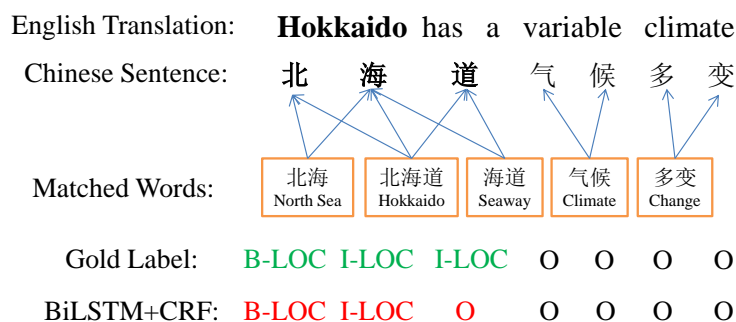 English Translation: Hokkaido has a variable climate
Chinese Sentence: 北 海 道 气 候 多 变
Matched Words: 北海 北海道 海道 气候 多变
North Sea Hokkaido Seaway Climate Change
Gold Label: B-LOC I-LOC I-LOC O O O O
BiLSTM+CRF: B-LOC I-LOC O O O O O